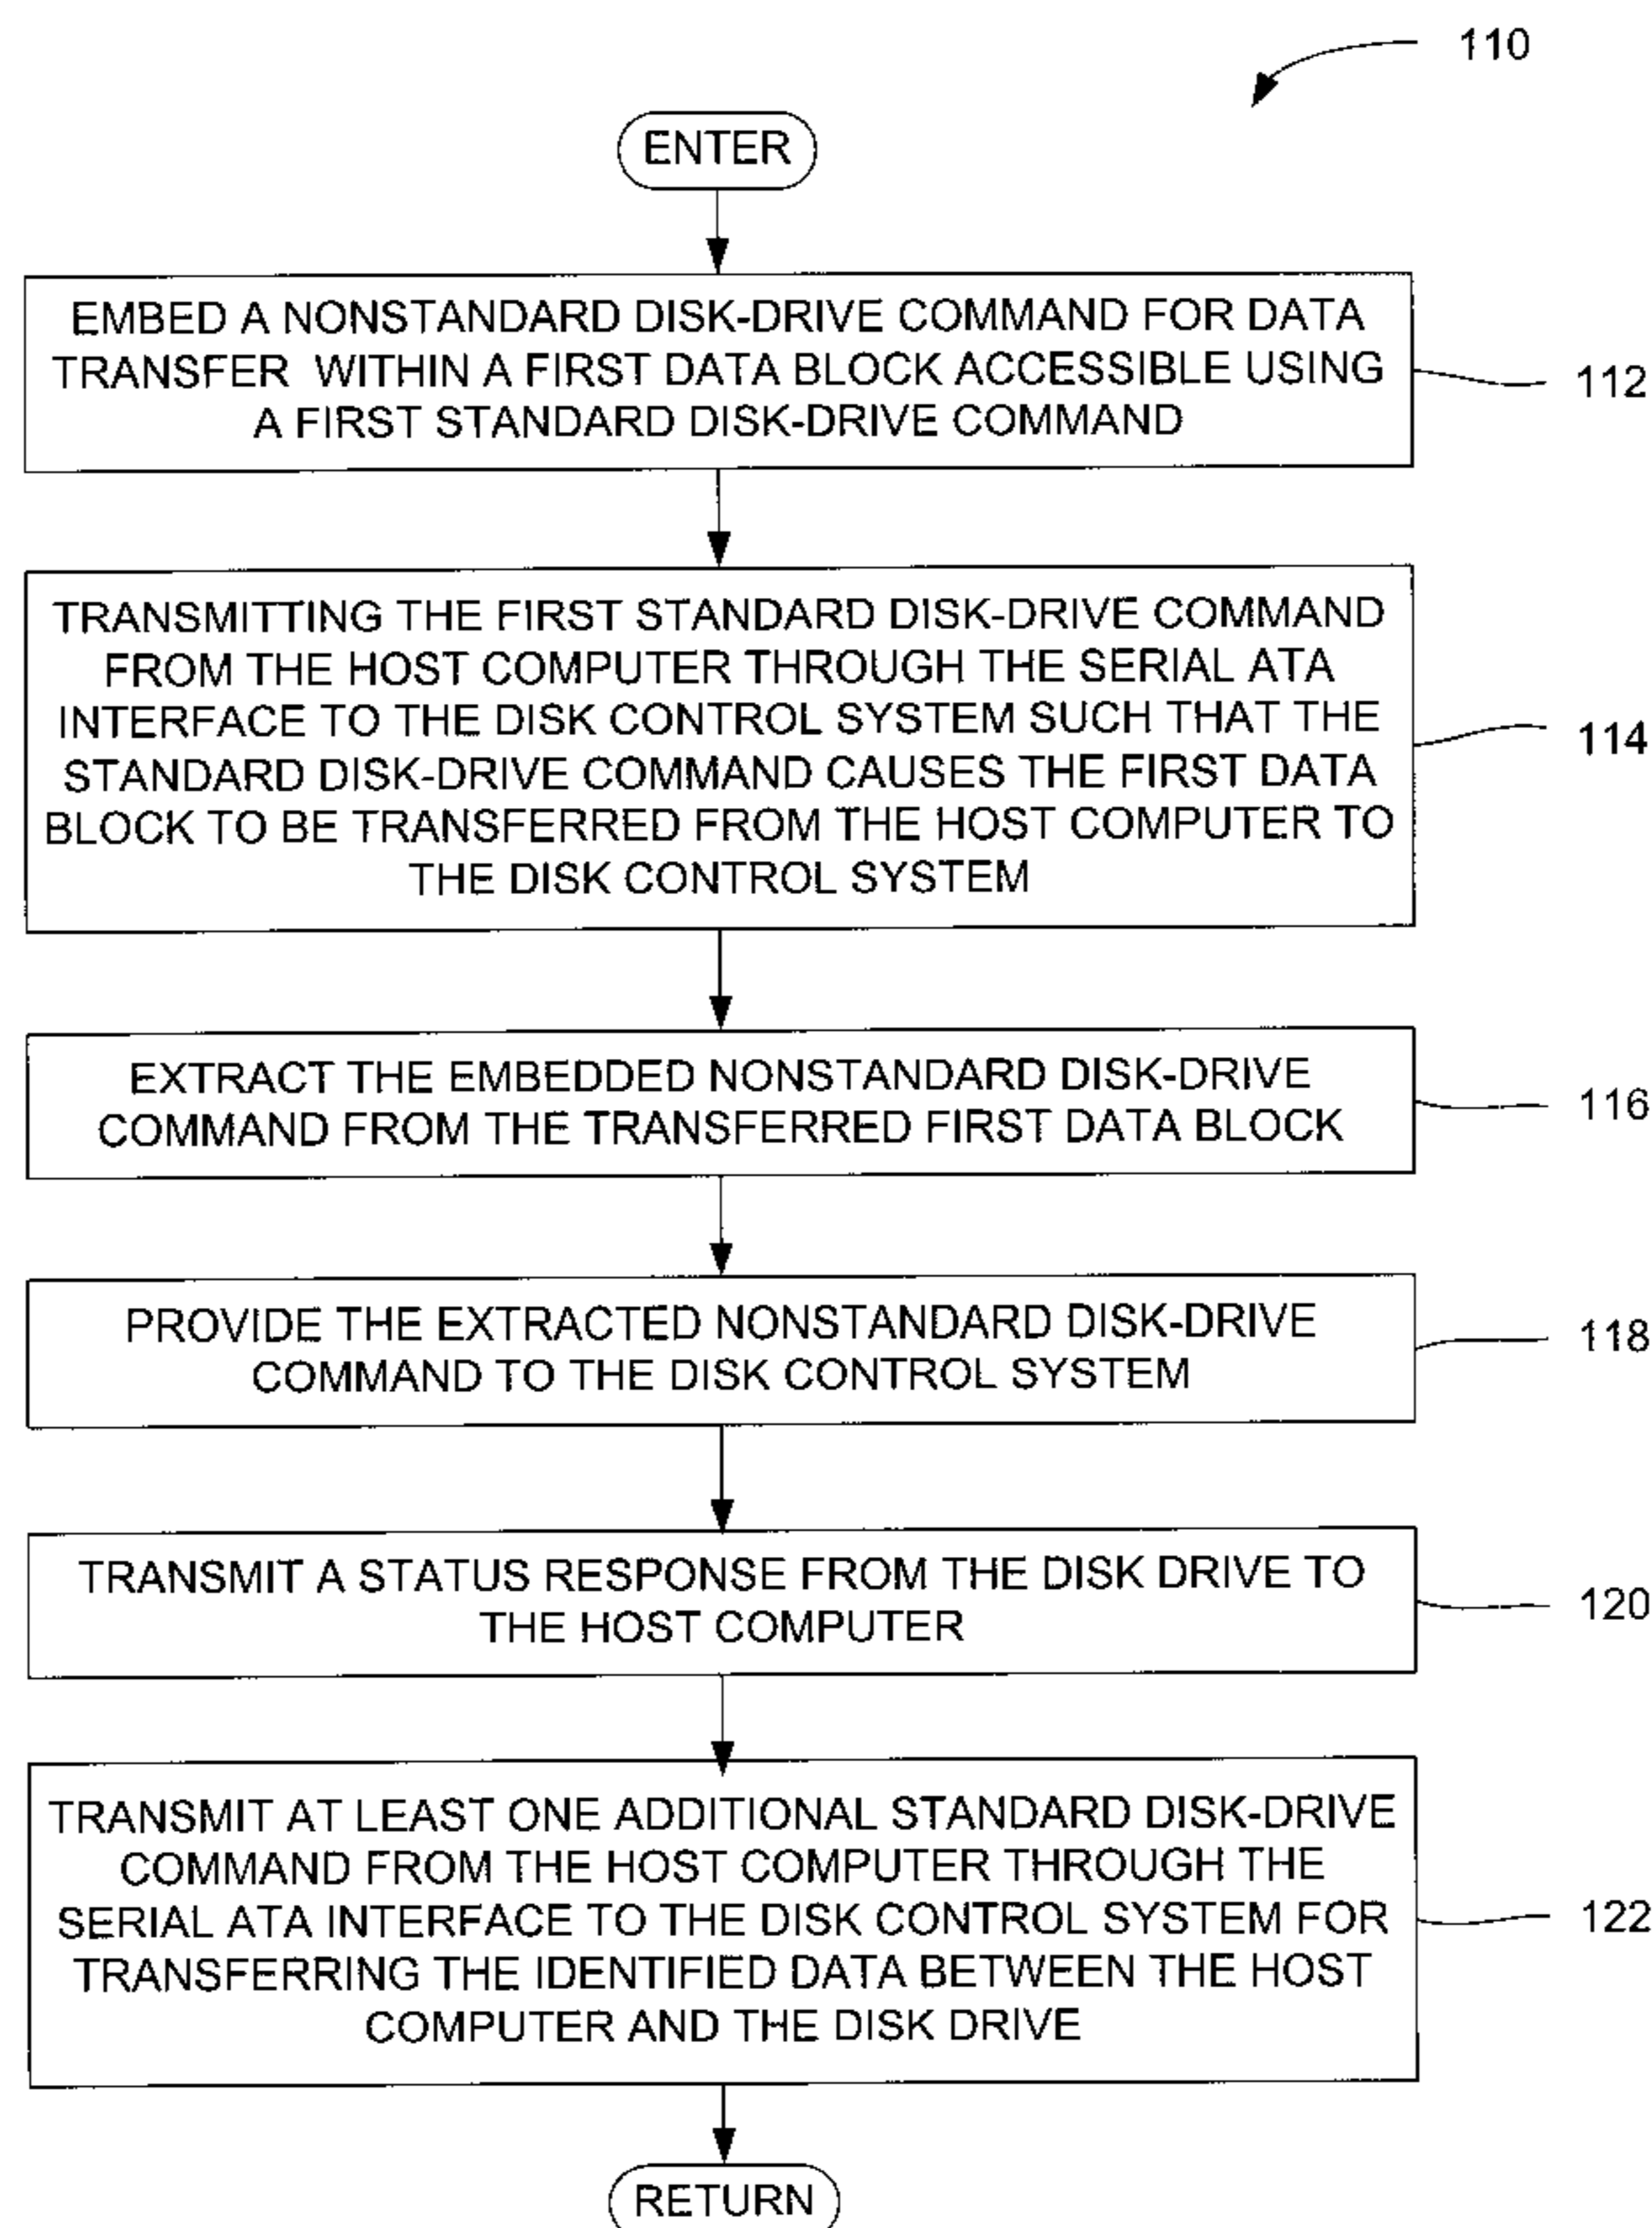 110
ENTER
EMBED A NONSTANDARD DISK-DRIVE COMMAND FOR DATA
TRANSFER WITHIN A FIRST DATA BLOCK ACCESSIBLE USING
A FIRST STANDARD DISK-DRIVE COMMAND
112
TRANSMITTING THE FIRST STANDARD DISK-DRIVE COMMAND
FROM THE HOST COMPUTER THROUGH THE SERIAL ATA
INTERFACE TO THE DISK CONTROL SYSTEM SUCH THAT THE
STANDARD DISK-DRIVE COMMAND CAUSES THE FIRST DATA
BLOCK TO BE TRANSFERRED FROM THE HOST COMPUTER TO
THE DISK CONTROL SYSTEM
114
EXTRACT THE EMBEDDED NONSTANDARD DISK-DRIVE
COMMAND FROM THE TRANSFERRED FIRST DATA BLOCK
116
PROVIDE THE EXTRACTED NONSTANDARD DISK-DRIVE
COMMAND TO THE DISK CONTROL SYSTEM
118
TRANSMIT A STATUS RESPONSE FROM THE DISK DRIVE TO
THE HOST COMPUTER
120
TRANSMIT AT LEAST ONE ADDITIONAL STANDARD DISK-DRIVE
COMMAND FROM THE HOST COMPUTER THROUGH THE
SERIAL ATA INTERFACE TO THE DISK CONTROL SYSTEM FOR
TRANSFERRING THE IDENTIFIED DATA BETWEEN THE HOST
COMPUTER AND THE DISK DRIVE
122
RETURN